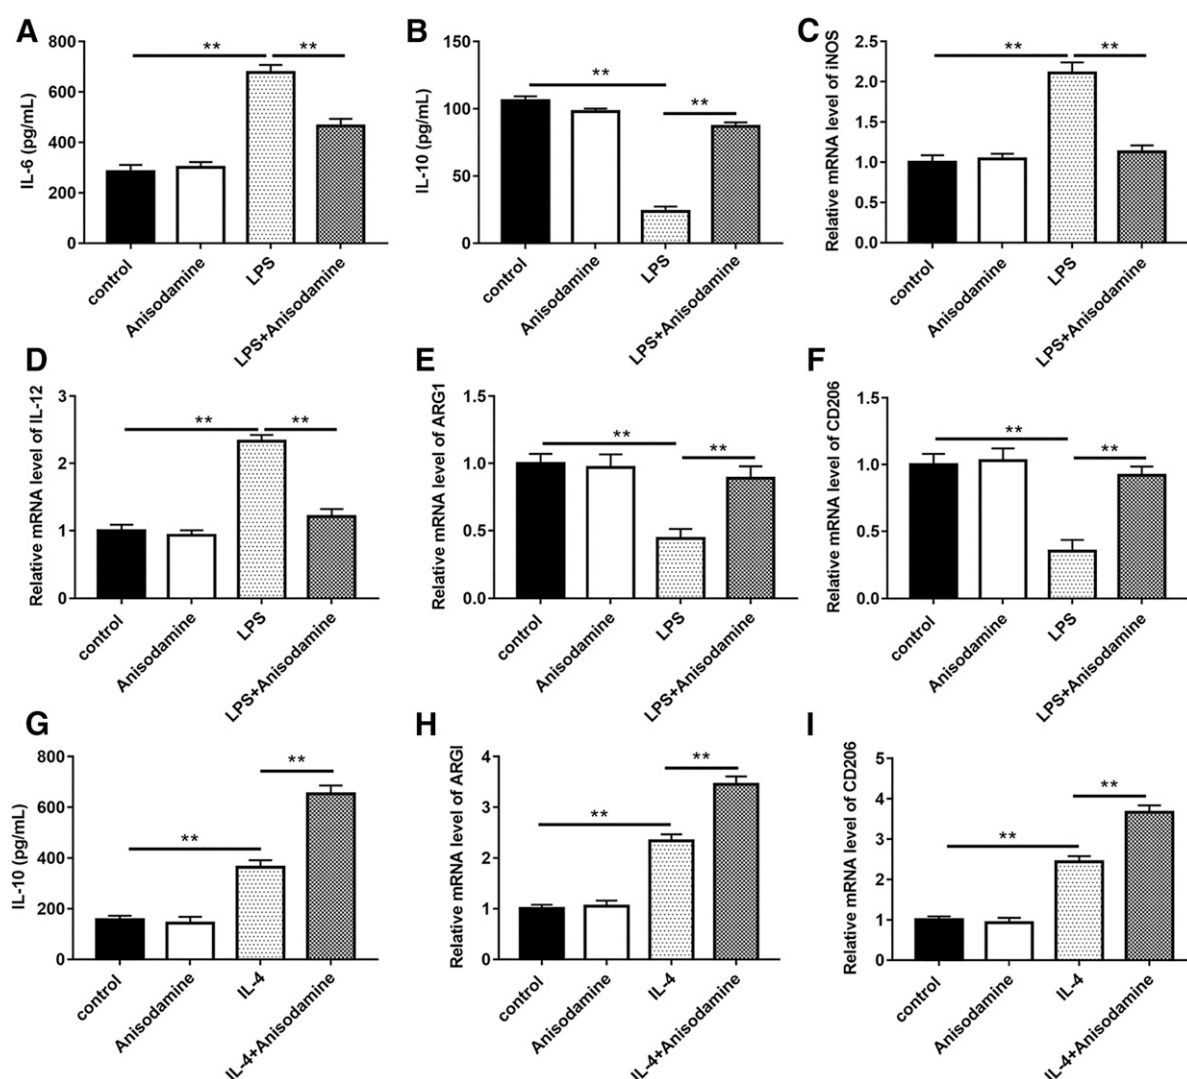 A
IL-6 (pg/mL)
800
600
400
200
0
**
**
control
Anisodamine
LPS
LPS+Anisodamine
B
IL-10 (pg/mL)
150
100
50
0
**
**
control
Anisodamine
LPS
LPS+Anisodamine
C
Relative mRNA level of iNOS
2.5
2.0
1.5
1.0
0.5
0.0
**
**
control
Anisodamine
LPS
LPS+Anisodamine
D
Relative mRNA level of IL-12
3
2
1
0
**
**
control
Anisodamine
LPS
LPS+Anisodamine
E
Relative mRNA level of ARG1
1.5
1.0
0.5
0.0
**
**
control
Anisodamine
LPS
LPS+Anisodamine
F
Relative mRNA level of CD206
1.5
1.0
0.5
0.0
**
**
control
Anisodamine
LPS
LPS+Anisodamine
G
IL-10 (pg/mL)
800
600
400
200
0
**
**
control
Anisodamine
IL-4
IL-4+Anisodamine
H
Relative mRNA level of ARGI
4
3
2
1
0
**
**
control
Anisodamine
IL-4
IL-4+Anisodamine
I
Relative mRNA level of CD206
5
4
3
2
1
0
**
**
control
Anisodamine
IL-4
IL-4+Anisodamine